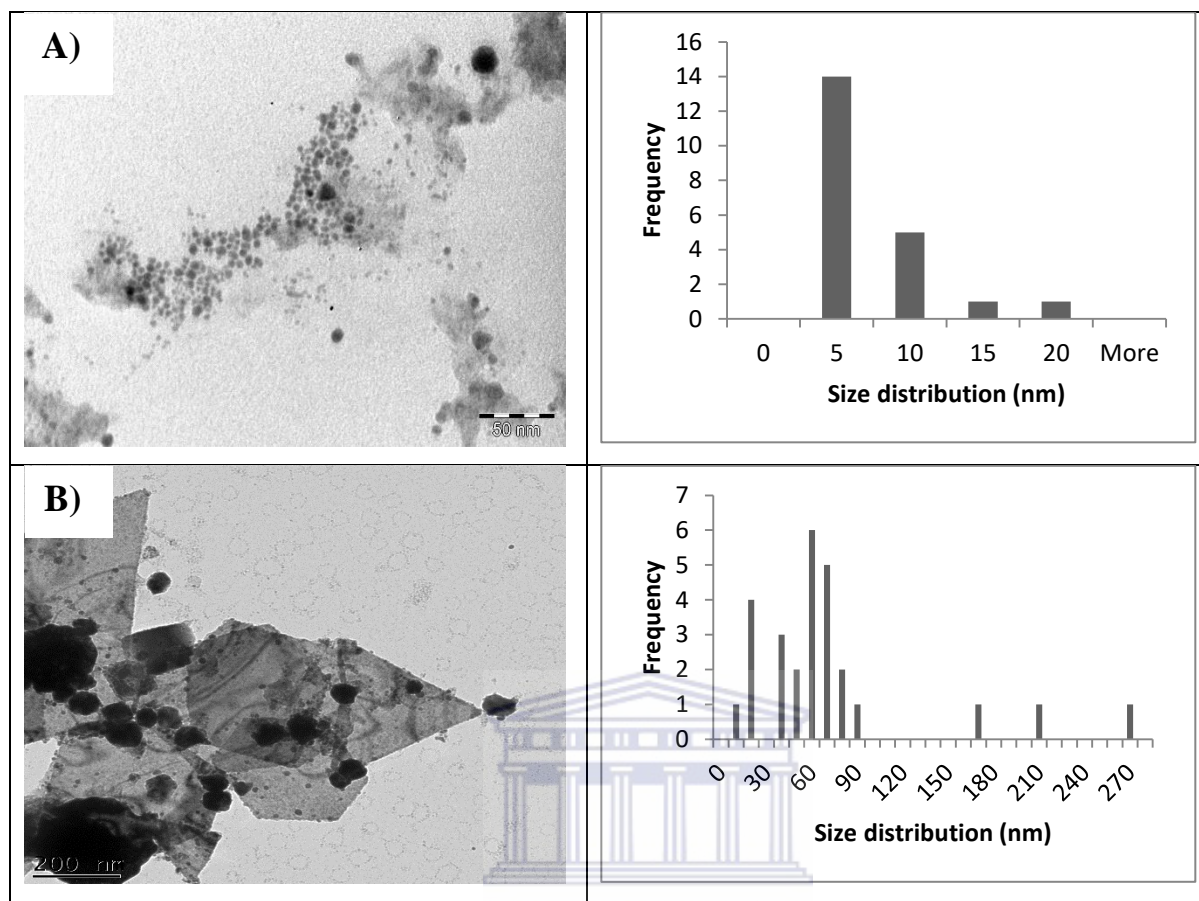 A)
50 nm
16
14
12
10
8
6
4
2
0
Frequency
0 5 10 15 20 More
Size distribution (nm)
B)
200 nm
7
6
5
4
3
2
1
0
Frequency
0 30 60 90 120 150 180 210 240 270
Size distribution (nm)